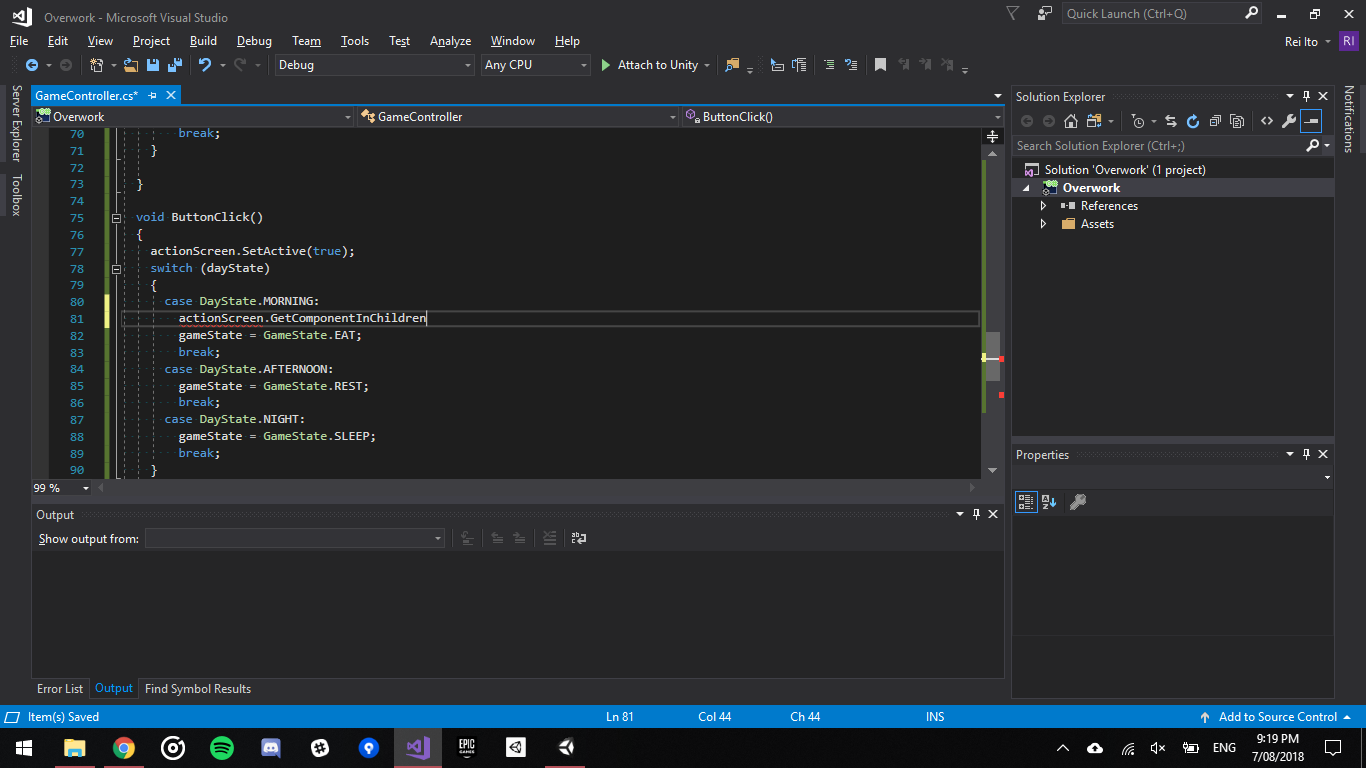 Overwork - Microsoft Visual Studio
Quick Launch (Ctrl+Q)
File Edit View Project Build Debug Team Tools Test Analyze Window Help
Rei Ito RI
Debug Any CPU Attach to Unity
Server Explorer
Toolbox
GameController.cs*
Overwork GameController ButtonClick()
70 break;
71 }
72
73 }
74
75 void ButtonClick()
76 {
77 actionScreen.SetActive(true);
78 switch (dayState)
79 {
80 case DayState.MORNING:
81 actionScreen.GetComponentInChildren
82 gameState = GameState.EAT;
83 break;
84 case DayState.AFTERNOON:
85 gameState = GameState.REST;
86 break;
87 case DayState.NIGHT:
88 gameState = GameState.SLEEP;
89 break;
90 }
99 %
Output
Show output from:
Error List Output Find Symbol Results
Solution Explorer
Search Solution Explorer (Ctrl+;)
Solution 'Overwork' (1 project)
Overwork
References
Assets
Properties
Notifications
Item(s) Saved Ln 81 Col 44 Ch 44 INS Add to Source Control
EPIC
GAMES
ENG
9:19 PM
7/08/2018